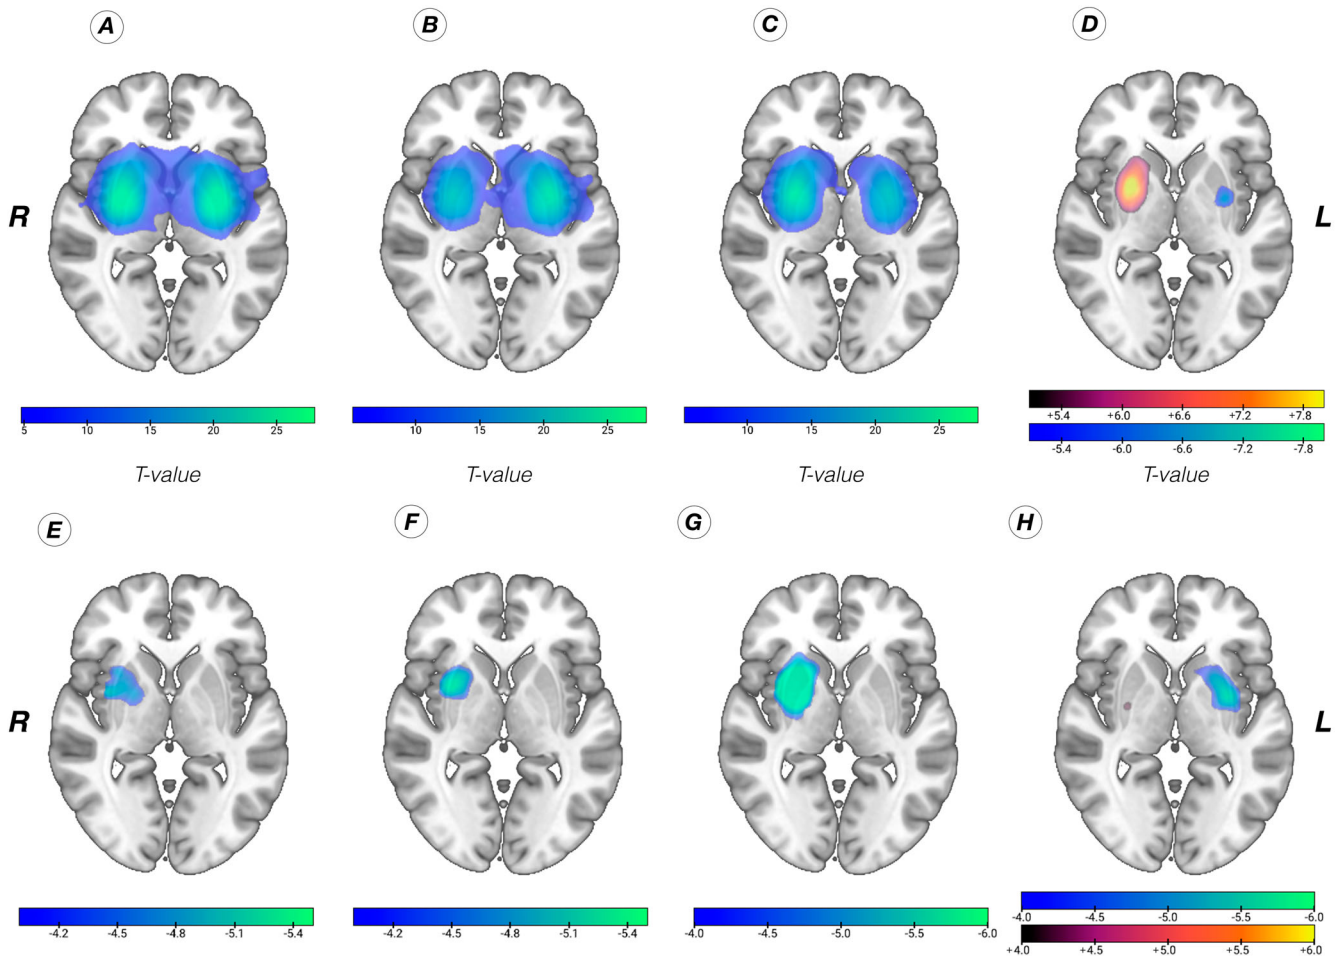 A
B
C
D
R
L
5 10 15 20 25
10 15 20 25
10 15 20 25
+5.4 +6.0 +6.6 +7.2 +7.8
-5.4 -6.0 -6.6 -7.2 -7.8
T-value
T-value
T-value
T-value
E
F
G
H
R
L
-4.2 -4.5 -4.8 -5.1 -5.4
-4.2 -4.5 -4.8 -5.1 -5.4
-4.0 -4.5 -5.0 -5.5 -6.0
-4.0 -4.5 -5.0 -5.5 -6.0
+4.0 +4.5 +5.0 +5.5 +6.0